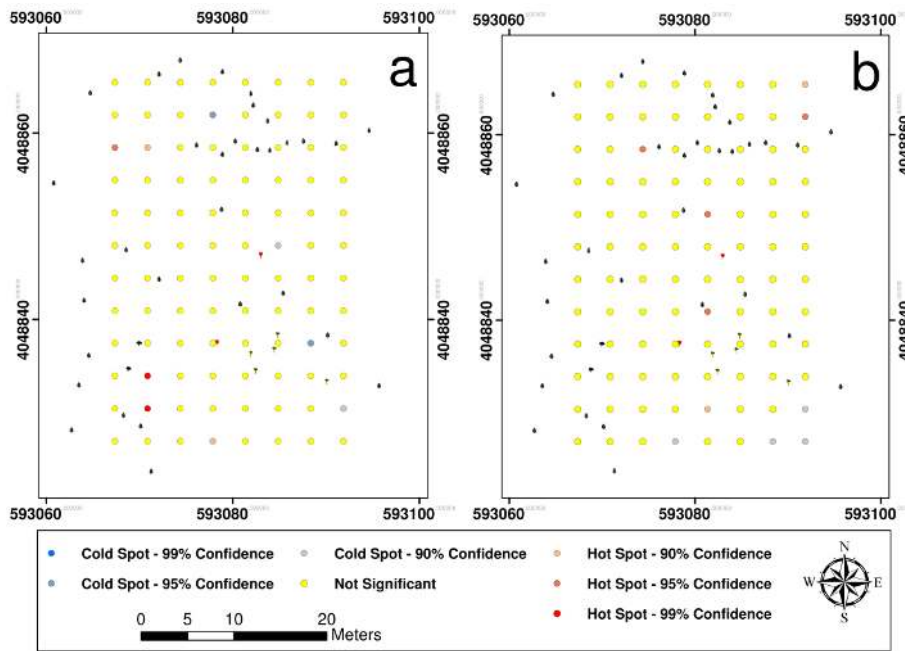 593060 593080 593100 593060 593080 593100
a b
4048860 4048860 4048860
4048840 4048840 4048840
593060 593080 593100 593060 593080 593100
Cold Spot - 99% Confidence Cold Spot - 90% Confidence Hot Spot - 90% Confidence
Cold Spot - 95% Confidence Not Significant Hot Spot - 95% Confidence
Hot Spot - 99% Confidence
0 5 10 20
Meters
N
W E
S